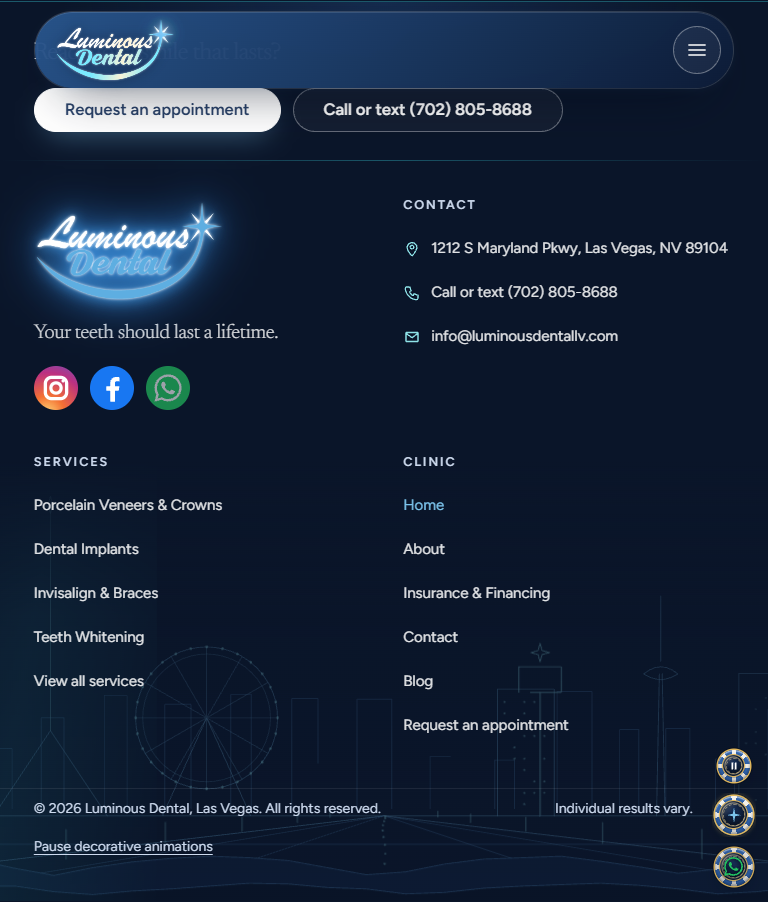 Luminous
Dental
ile that lasts?
Request an appointment
Call or text (702) 805-8688
Luminous
Dental
Your teeth should last a lifetime.
CONTACT
1212 S Maryland Pkwy, Las Vegas, NV 89104
Call or text (702) 805-8688
info@luminousdentallv.com
SERVICES
Porcelain Veneers & Crowns
Dental Implants
Invisalign & Braces
Teeth Whitening
View all services
CLINIC
Home
About
Insurance & Financing
Contact
Blog
Request an appointment
© 2026 Luminous Dental, Las Vegas. All rights reserved.
Individual results vary.
Pause decorative animations